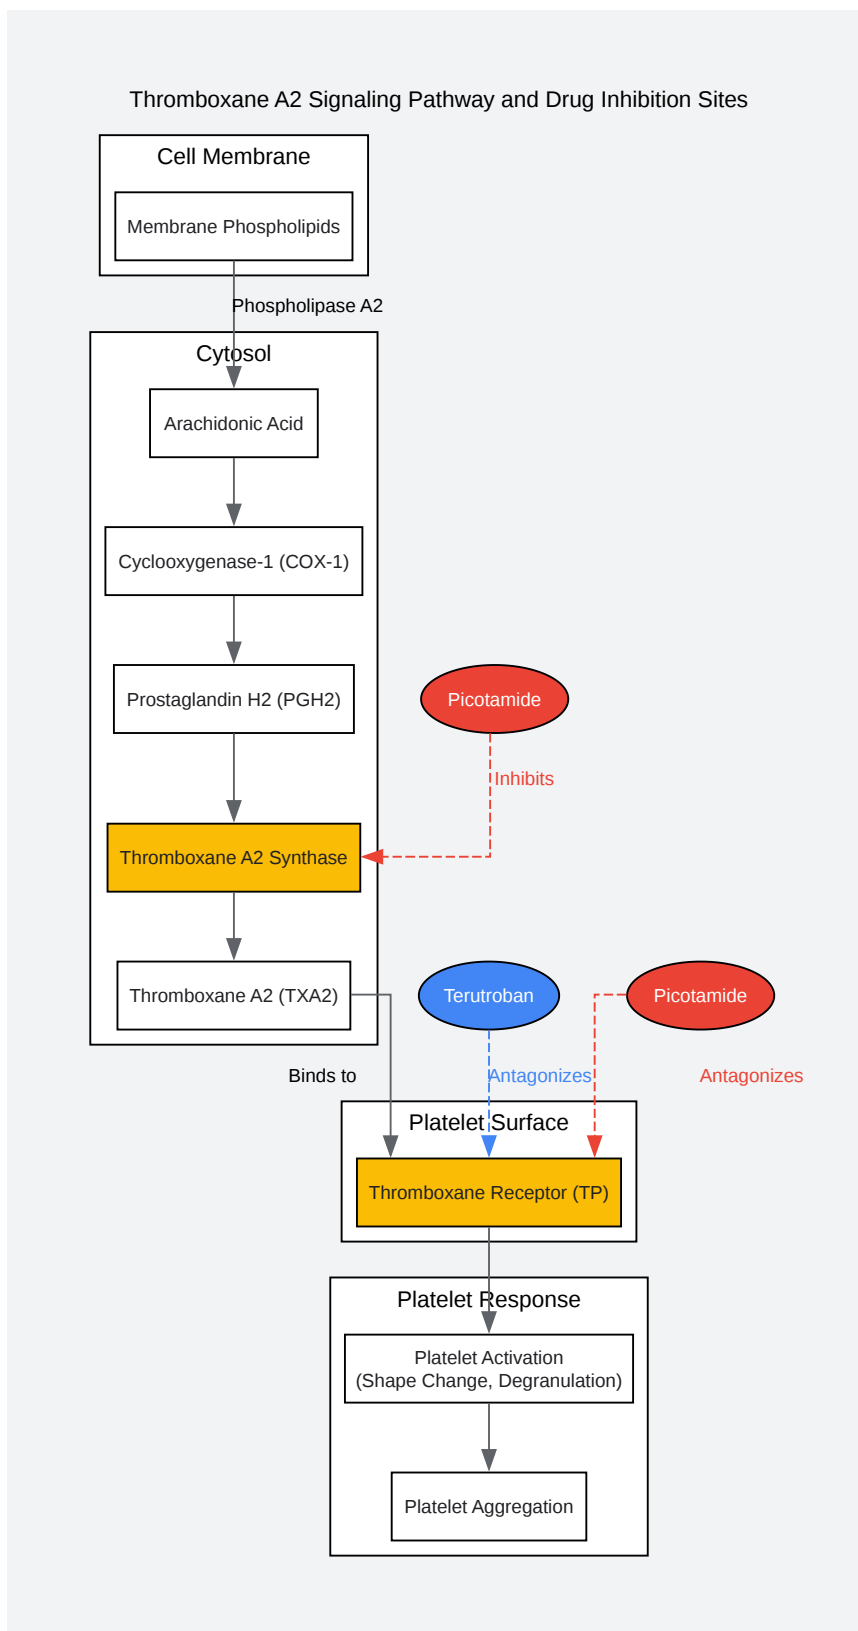 Thromboxane A2 Signaling Pathway and Drug Inhibition Sites
Cell Membrane
Membrane Phospholipids
Phospholipase A2
Cytosol
Arachidonic Acid
Cyclooxygenase-1 (COX-1)
Prostaglandin H2 (PGH2)
Picotamide
Inhibits
Thromboxane A2 Synthase
Thromboxane A2 (TXA2)
Terutroban
Picotamide
Binds to
Antagonizes
Antagonizes
Platelet Surface
Thromboxane Receptor (TP)
Platelet Response
Platelet Activation
(Shape Change, Degranulation)
Platelet Aggregation